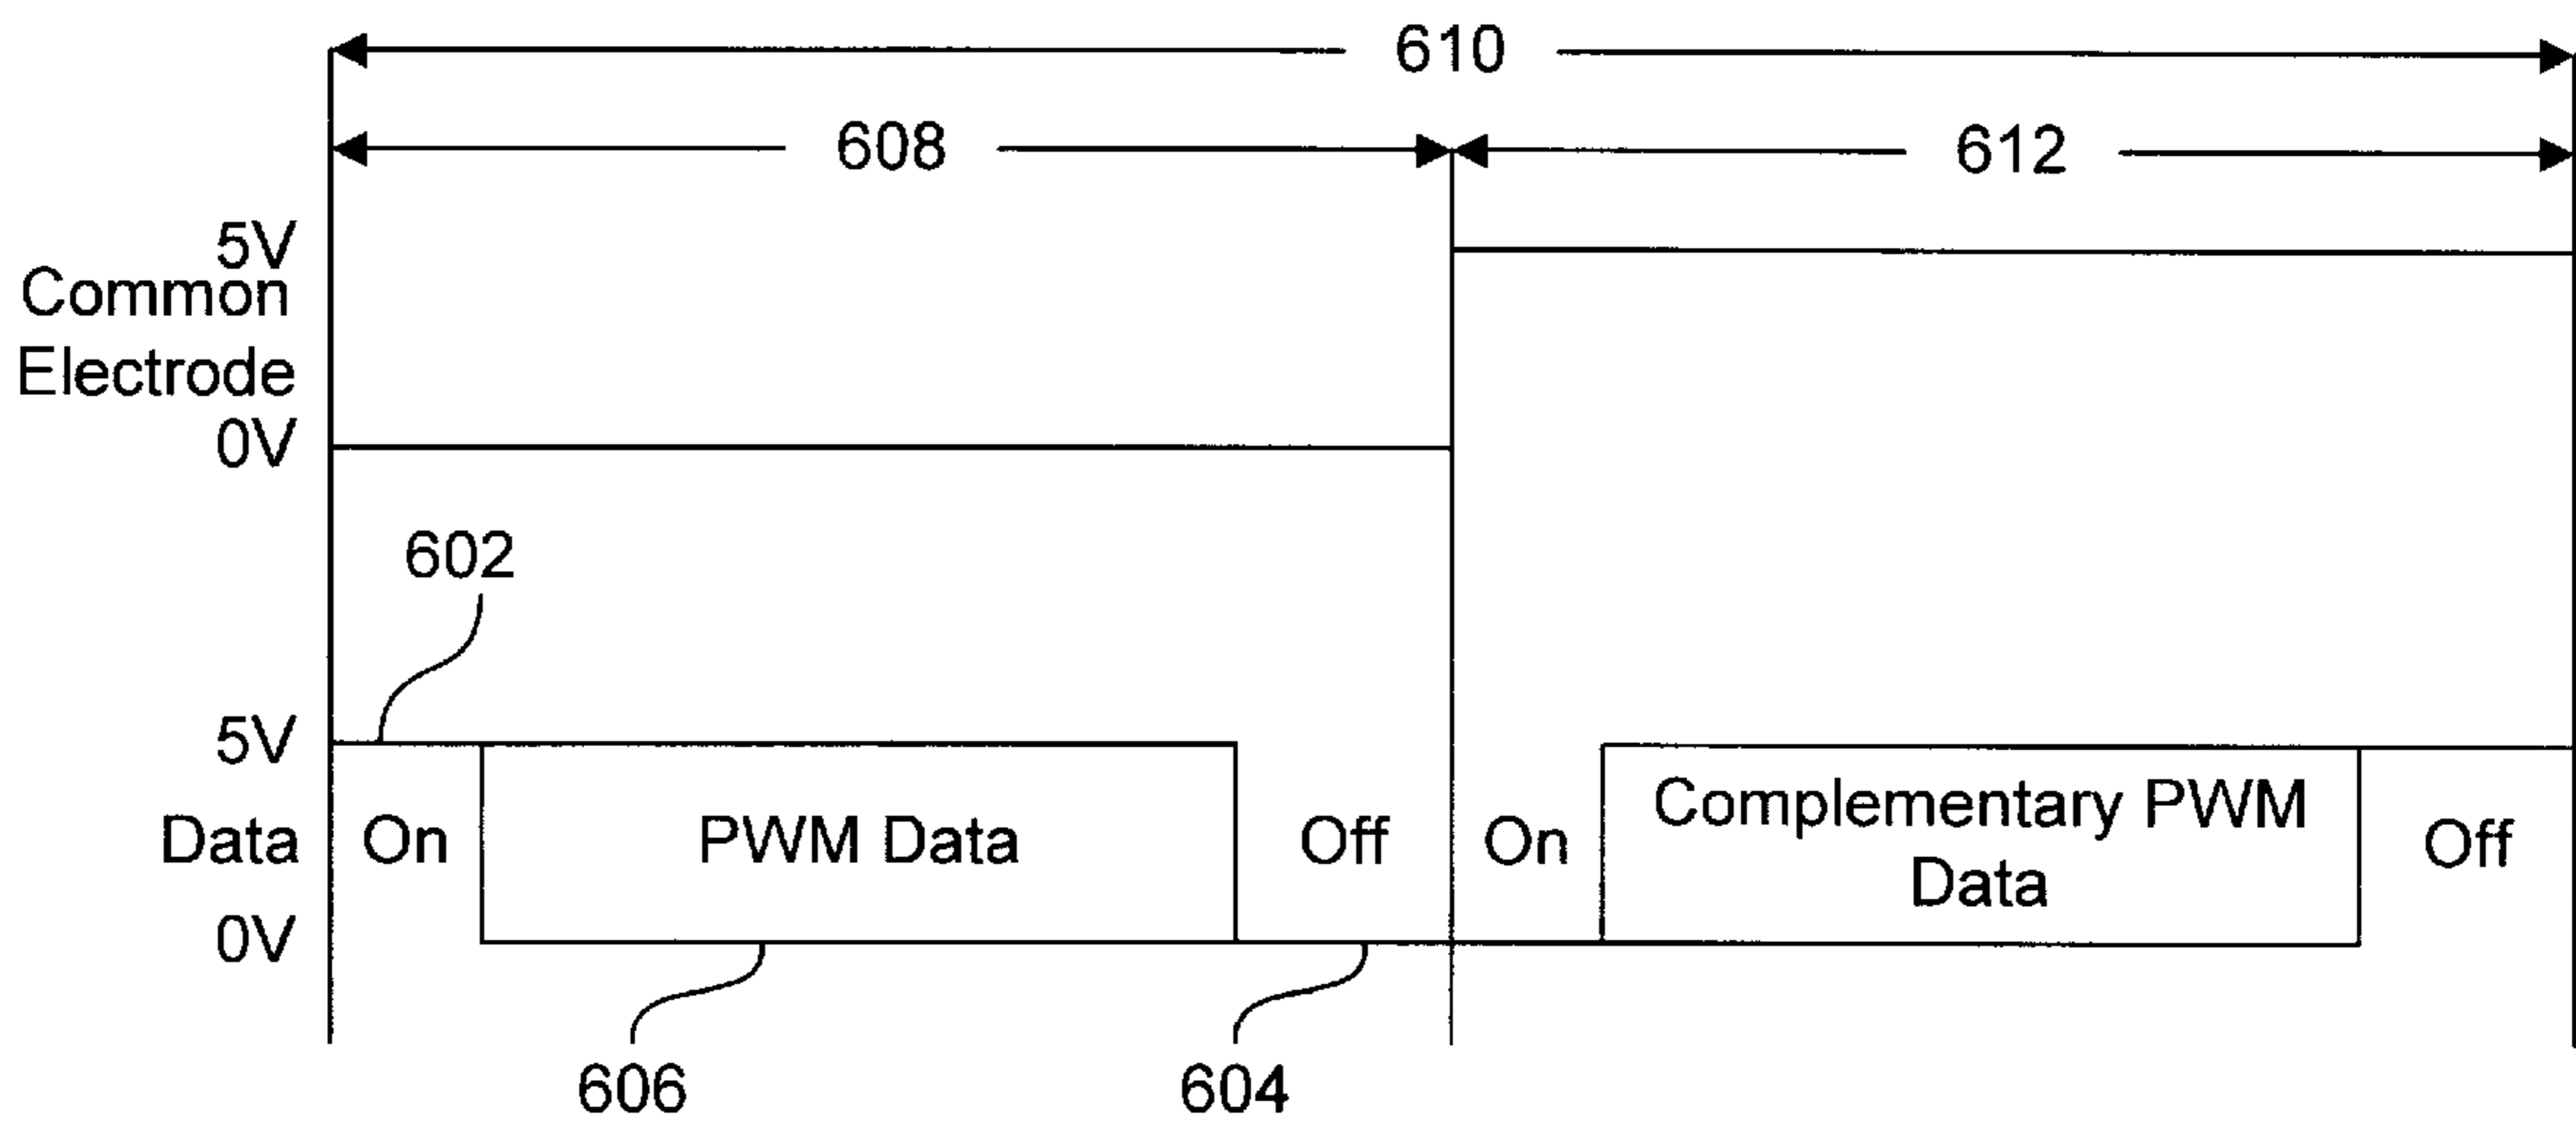 610
608
612
5V
Common
Electrode
0V
602
5V
Data
On
PWM Data
Off
On
Complementary PWM
Data
Off
0V
606
604